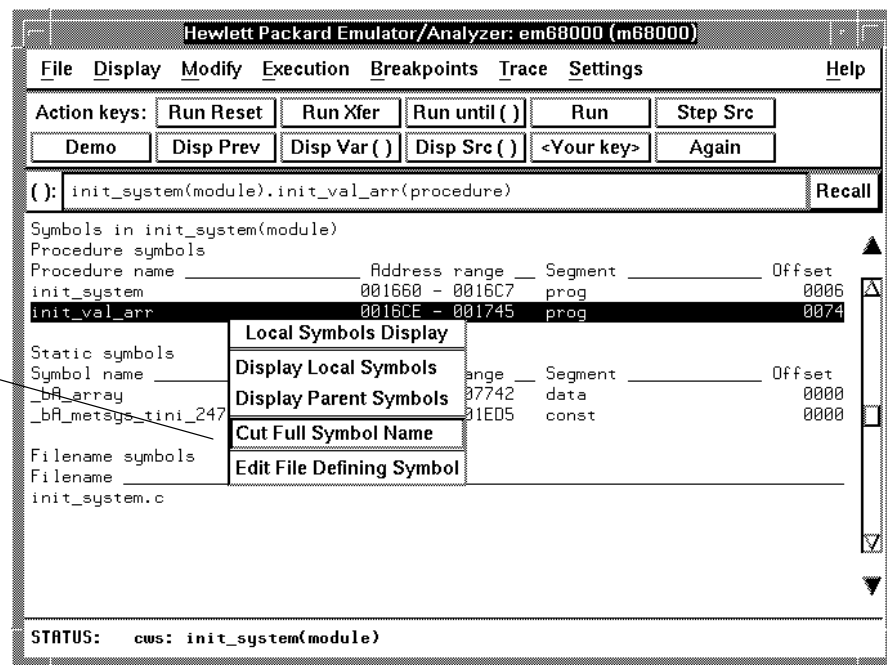 Hewlett Packard Emulator/Analyzer: em68000 (m68000)
File Display Modify Execution Breakpoints Trace Settings Help
Action keys: Run Reset Run Xfer Run until ( ) Run Step Src
Demo Disp Prev Disp Var ( ) Disp Src ( ) <Your key> Again
( ): init_system(module).init_val_arr(procedure) Recall
Symbols in init_system(module)
Procedure symbols
Procedure name _______________ Address range __ Segment _____________ Offset
init_system 001660 - 0016C7 prog 0006
init_val_arr 0016CE - 001745 prog 0074
Local Symbols Display
Static symbols
Display Local Symbols
Symbol name ange __ Segment _____________ Offset
_bA_array 07742 data 0000
Display Parent Symbols
_bA_metsys_tini_247 01ED5 const 0000
Cut Full Symbol Name
Filename symbols
Edit File Defining Symbol
Filename
init_system.c
STATUS: cws: init_system(module)